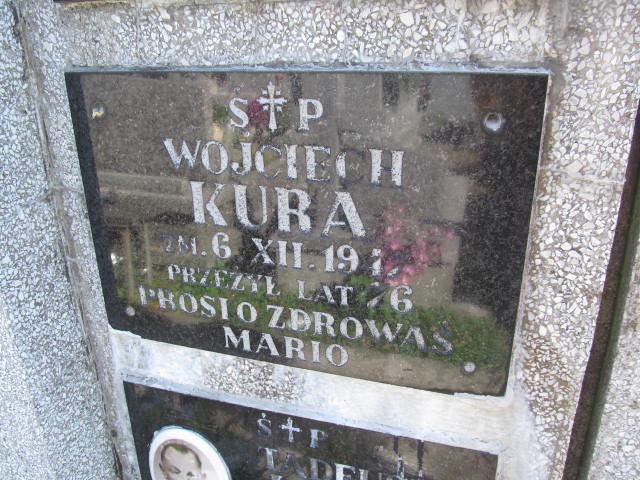 Ś † P
WOJCIECH
KURA
ZM. 6 XII. 19
PRZEŻYŁ LAT 76
PROSI O ZDROWAŚ
MARIO
Ś † P